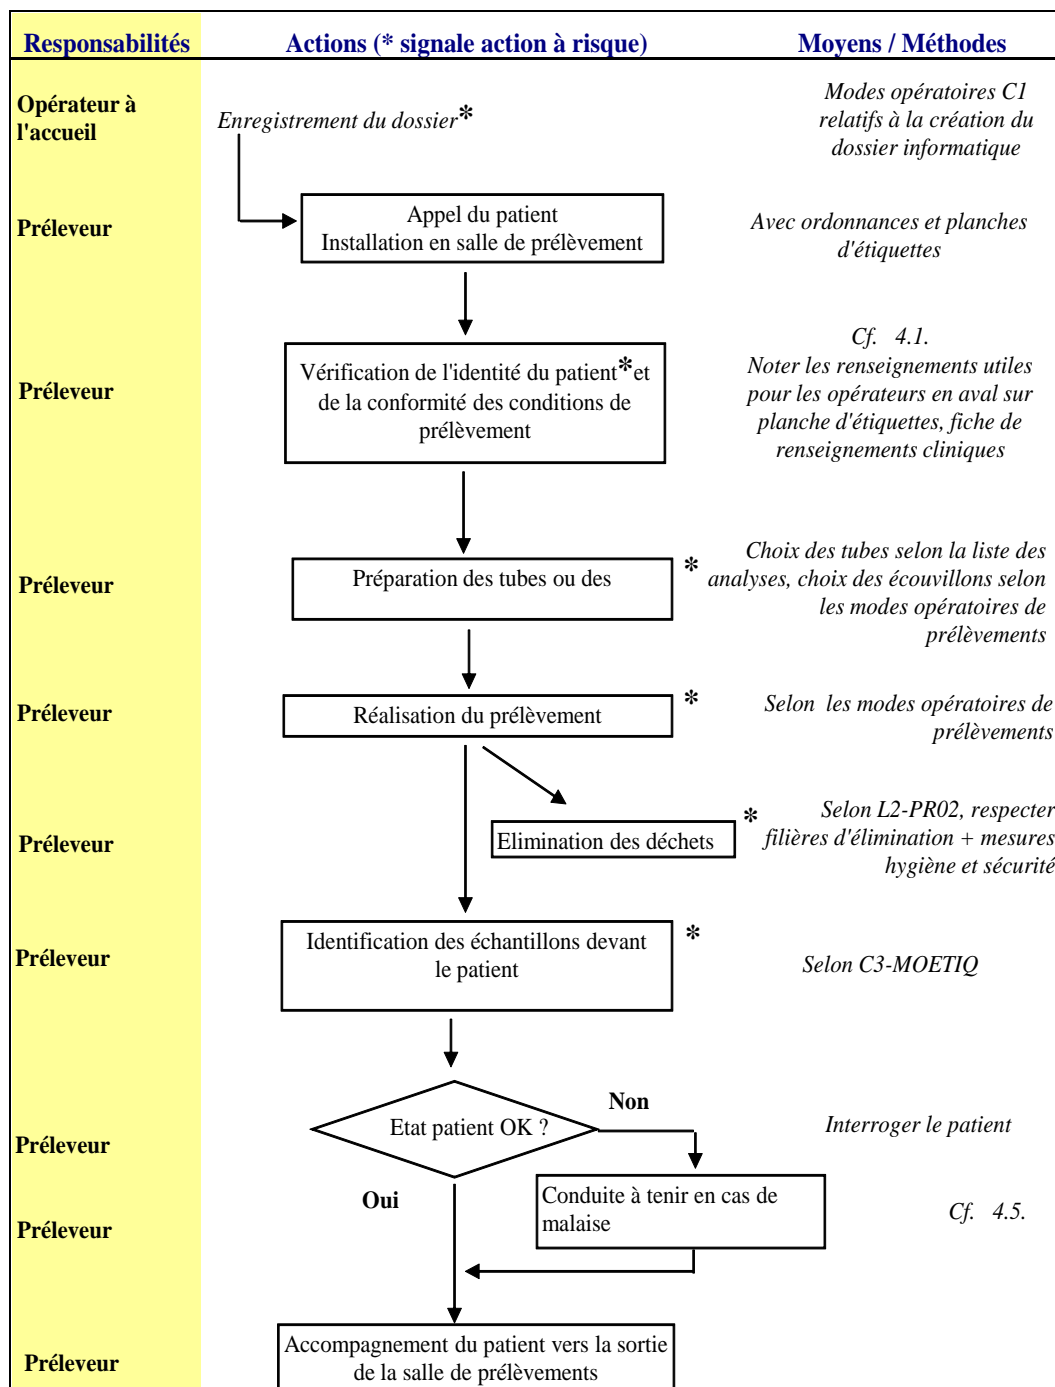 Responsabilités
Actions (* signale action à risque)
Moyens / Méthodes
Opérateur à
l'accueil
Enregistrement du dossier*
Modes opératoires C1
relatifs à la création du
dossier informatique
Préleveur
Appel du patient
Installation en salle de prélèvement
Avec ordonnances et planches
d'étiquettes
Préleveur
Vérification de l'identité du patient* et
de la conformité des conditions de
prélèvement
Cf. 4.1.
Noter les renseignements utiles
pour les opérateurs en aval sur
planche d'étiquettes, fiche de
renseignements cliniques
Préleveur
Préparation des tubes ou des
*
Choix des tubes selon la liste des
analyses, choix des écouvillons selon
les modes opératoires de
prélèvements
Préleveur
Réalisation du prélèvement
*
Selon les modes opératoires de
prélèvements
Préleveur
Elimination des déchets
*
Selon L2-PR02, respecter
filières d'élimination + mesures
hygiène et sécurité
Préleveur
Identification des échantillons devant
le patient
*
Selon C3-MOETIQ
Préleveur
Etat patient OK ?
Non
Interroger le patient
Oui
Préleveur
Conduite à tenir en cas de
malaise
Cf. 4.5.
Préleveur
Accompagnement du patient vers la sortie
de la salle de prélèvements